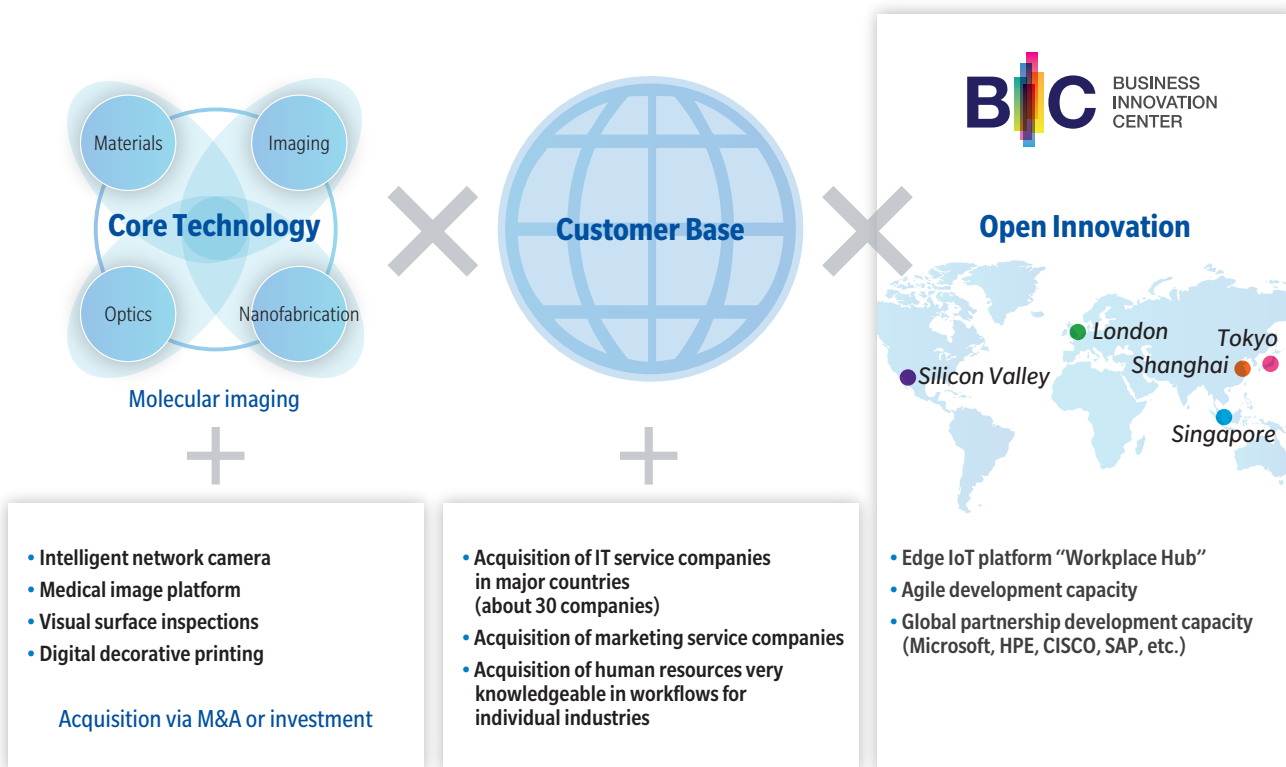 Materials
Imaging
Core Technology
Optics
Nanofabrication
Molecular imaging
+
• Intelligent network camera
• Medical image platform
• Visual surface inspections
• Digital decorative printing
Acquisition via M&A or investment
×
Customer Base
+
• Acquisition of IT service companies
in major countries
(about 30 companies)
• Acquisition of marketing service companies
• Acquisition of human resources very
knowledgeable in workflows for
individual industries
×
BIC
BUSINESS
INNOVATION
CENTER
Open Innovation
London
Tokyo
Shanghai
Silicon Valley
Singapore
• Edge IoT platform “Workplace Hub”
• Agile development capacity
• Global partnership development capacity
(Microsoft, HPE, CISCO, SAP, etc.)